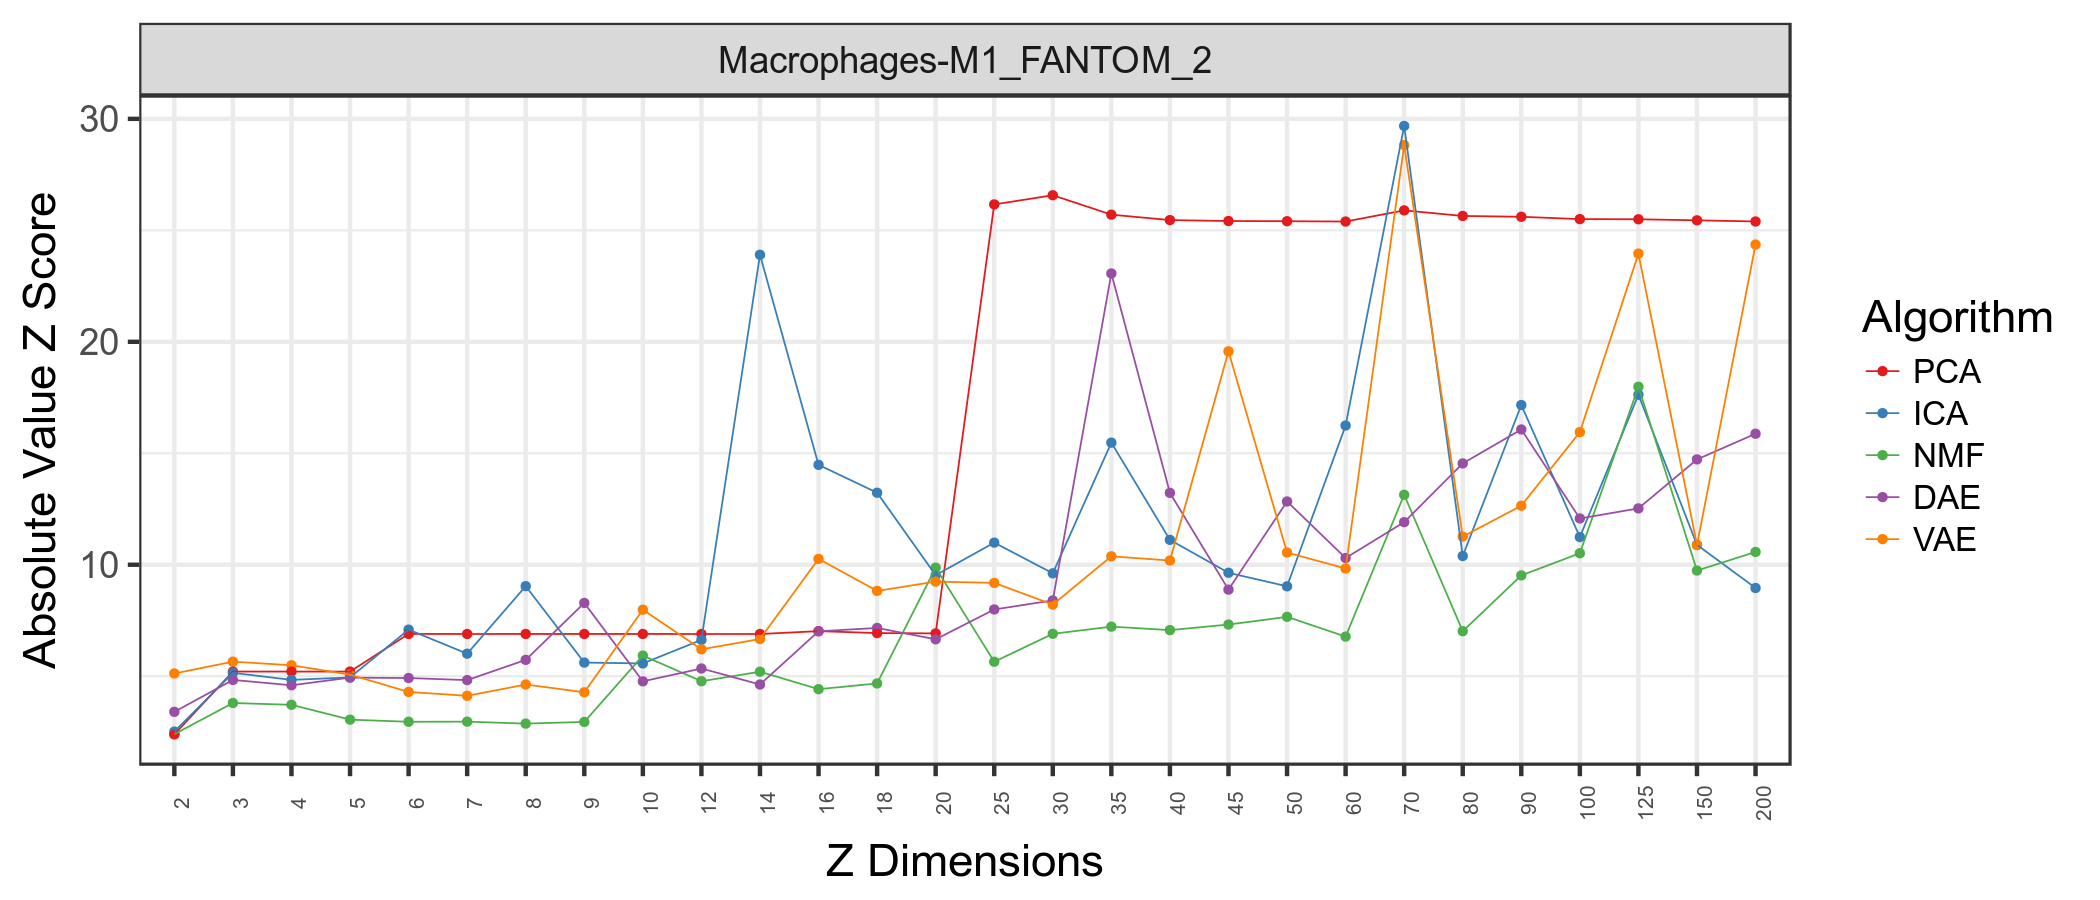 Macrophages-M1_FANTOM_2
30
20
10
Absolute Value Z Score
2 3 4 5 6 7 8 9 10 12 14 16 18 20 25 30 35 40 45 50 60 70 80 90 100 125 150 200
Z Dimensions
Algorithm
PCA
ICA
NMF
DAE
VAE